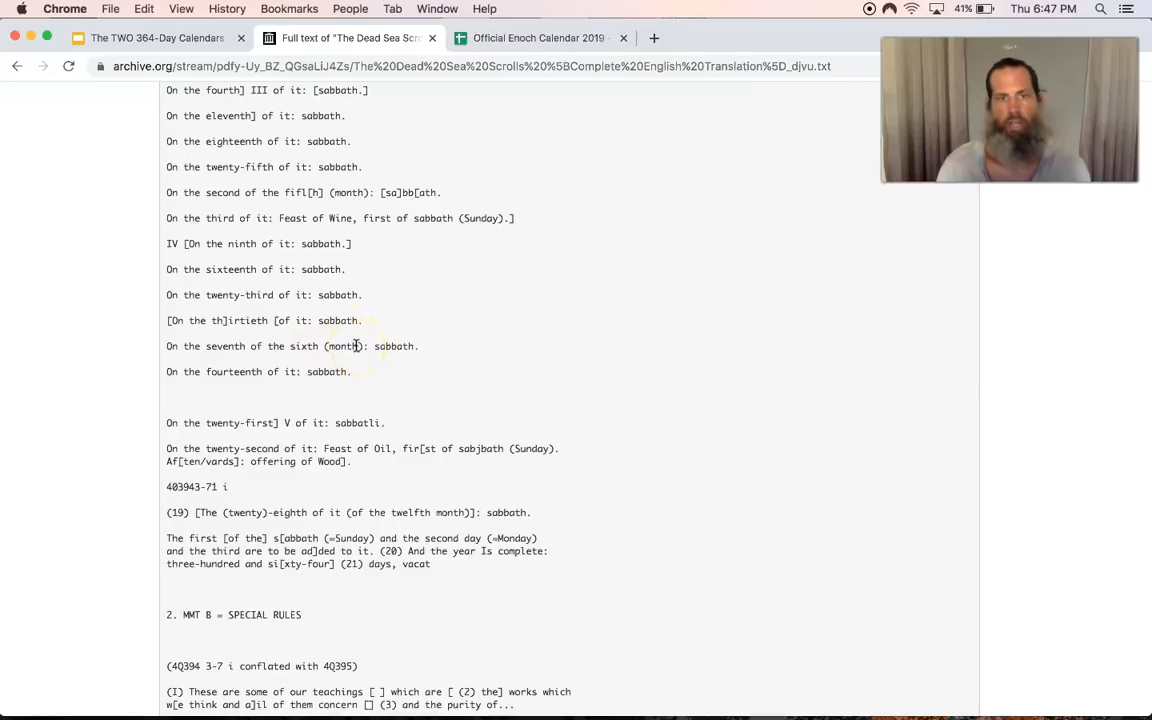 Chrome File Edit View History Bookmarks People Tab Window Help 41% Thu 6:47 PM
The TWO 364-Day Calendars × Full text of "The Dead Sea Scr × Official Enoch Calendar 2019 - × +
archive.org/stream/pdfy-Uy_BZ_QGsaLiJ4Zs/The%20Dead%20Sea%20Scrolls%20%5BComplete%20English%20Translation%5D_djvu.txt
On the fourth] III of it: [sabbath.]
On the eleventh] of it: sabbath.
On the eighteenth of it: sabbath.
On the twenty-fifth of it: sabbath.
On the second of the fifl[h] (month): [sa]bb[ath.
On the third of it: Feast of Wine, first of sabbath (Sunday).]
IV [On the ninth of it: sabbath.]
On the sixteenth of it: sabbath.
On the twenty-third of it: sabbath.
[On the th]irtieth [of it: sabbath.
On the seventh of the sixth (month): sabbath.
On the fourteenth of it: sabbath.
On the twenty-first] V of it: sabbatli.
On the twenty-second of it: Feast of Oil, fir[st of sabjbath (Sunday).
Af[ten/vards]: offering of Wood].
403943-71 i
(19) [The (twenty)-eighth of it (of the twelfth month)]: sabbath.
The first [of the] s[abbath (=Sunday) and the second day (=Monday)
and the third are to be ad]ded to it. (20) And the year Is complete:
three-hundred and si[xty-four] (21) days, vacat
2. MMT B = SPECIAL RULES
(4Q394 3-7 i conflated with 4Q395)
(I) These are some of our teachings [ ] which are [ (2) the] works which
w[e think and a]il of them concern [] (3) and the purity of...